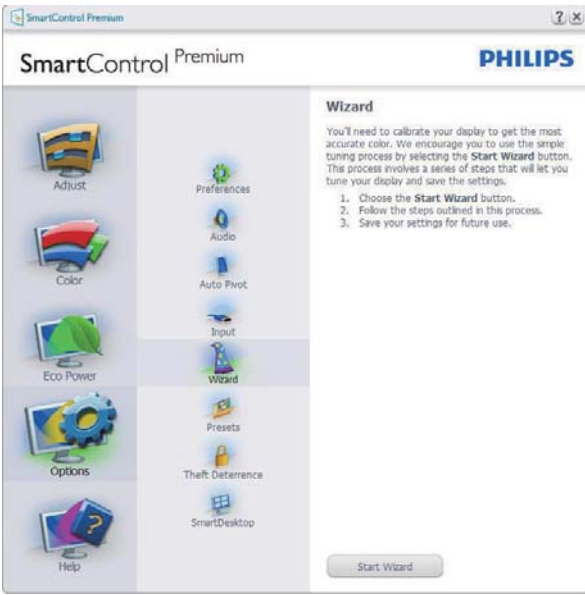 SmartControl Premium
? x
SmartControl Premium
PHILIPS
Adjust
Color
Eco Power
Options
Help
Preferences
Audio
Auto Pivot
Input
Wizard
Presets
Theft Deterrence
SmartDesktop
Wizard
You'll need to calibrate your display to get the most
accurate color. We encourage you to use the simple
tuning process by selecting the Start Wizard button.
This process involves a series of steps that will let you
tune your display and save the settings.
1. Choose the Start Wizard button.
2. Follow the steps outlined in this process.
3. Save your settings for future use.
Start Wizard